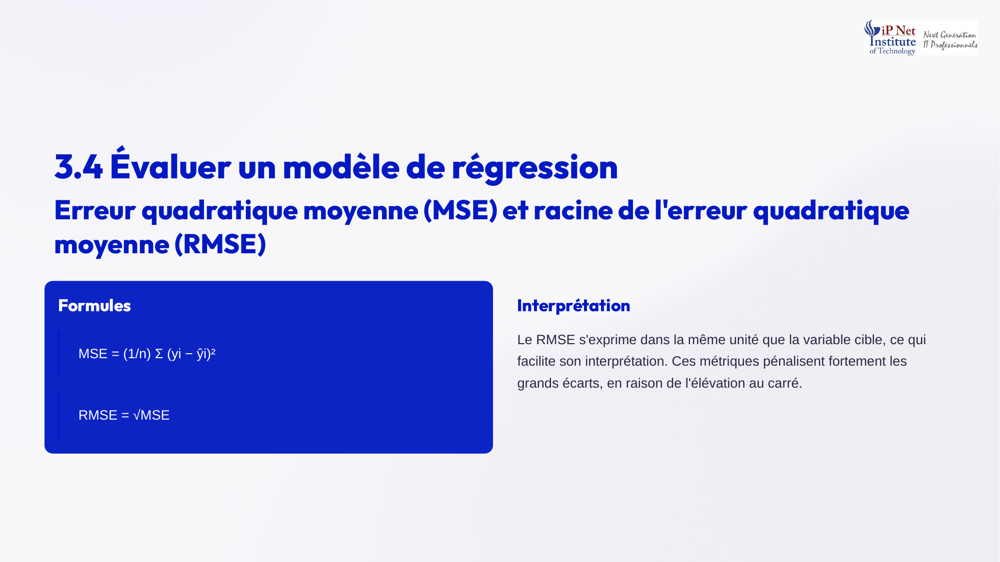 iP Net
Institute
of Technology
Next Generation
IT Professionnels
3.4 Évaluer un modèle de régression
Erreur quadratique moyenne (MSE) et racine de l'erreur quadratique
moyenne (RMSE)
Formules
MSE = (1/n) Σ (yi − ŷi)²
RMSE = √MSE
Interprétation
Le RMSE s'exprime dans la même unité que la variable cible, ce qui
facilite son interprétation. Ces métriques pénalisent fortement les
grands écarts, en raison de l'élévation au carré.